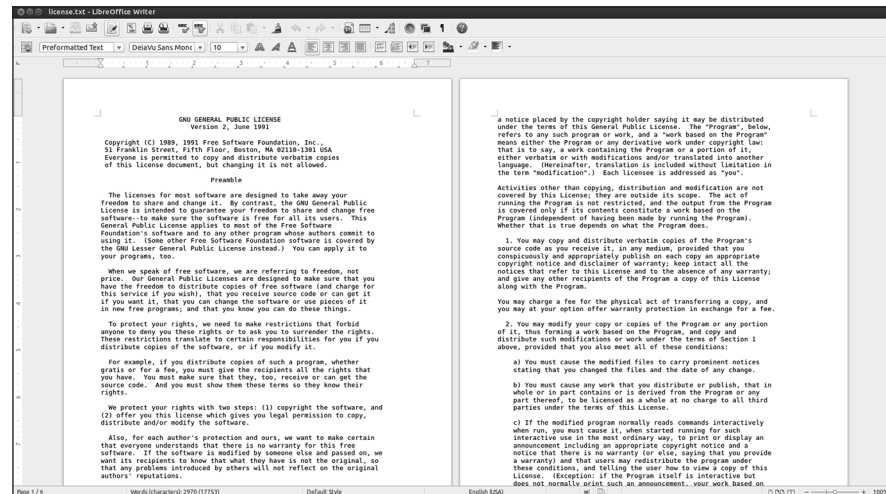 license.txt - LibreOffice Writer
Preformatted Text
DejaVu Sans Mono
10
1 2 3 4 5 6 7
GNU GENERAL PUBLIC LICENSE
Version 2, June 1991
Copyright (C) 1989, 1991 Free Software Foundation, Inc.,
51 Franklin Street, Fifth Floor, Boston, MA 02110-1301 USA
Everyone is permitted to copy and distribute verbatim copies
of this license document, but changing it is not allowed.
Preamble
The licenses for most software are designed to take away your
freedom to share and change it. By contrast, the GNU General Public
License is intended to guarantee your freedom to share and change free
software--to make sure the software is free for all its users. This
General Public License applies to most of the Free Software
Foundation's software and to any other program whose authors commit to
using it. (Some other Free Software Foundation software is covered by
the GNU Lesser General Public License instead.) You can apply it to
your programs, too.
When we speak of free software, we are referring to freedom, not
price. Our General Public Licenses are designed to make sure that you
have the freedom to distribute copies of free software (and charge for
this service if you wish), that you receive source code or can get it
if you want it, that you can change the software or use pieces of it
in new free programs; and that you know you can do these things.
To protect your rights, we need to make restrictions that forbid
anyone to deny you these rights or to ask you to surrender the rights.
These restrictions translate to certain responsibilities for you if you
distribute copies of the software, or if you modify it.
For example, if you distribute copies of such a program, whether
gratis or for a fee, you must give the recipients all the rights that
you have. You must make sure that they, too, receive or can get the
source code. And you must show them these terms so they know their
rights.
We protect your rights with two steps: (1) copyright the software, and
(2) offer you this license which gives you legal permission to copy,
distribute and/or modify the software.
Also, for each author's protection and ours, we want to make certain
that everyone understands that there is no warranty for this free
software. If the software is modified by someone else and passed on, we
want its recipients to know that what they have is not the original, so
that any problems introduced by others will not reflect on the original
authors' reputations.
a notice placed by the copyright holder saying it may be distributed
under the terms of this General Public License. The "Program", below,
refers to any such program or work, and a "work based on the Program"
means either the Program or any derivative work under copyright law:
that is to say, a work containing the Program or a portion of it,
either verbatim or with modifications and/or translated into another
language. (Hereinafter, translation is included without limitation in
the term "modification".) Each licensee is addressed as "you".
Activities other than copying, distribution and modification are not
covered by this License; they are outside its scope. The act of
running the Program is not restricted, and the output from the Program
is covered only if its contents constitute a work based on the
Program (independent of having been made by running the Program).
Whether that is true depends on what the Program does.
1. You may copy and distribute verbatim copies of the Program's
source code as you receive it, in any medium, provided that you
conspicuously and appropriately publish on each copy an appropriate
copyright notice and disclaimer of warranty; keep intact all the
notices that refer to this License and to the absence of any warranty;
and give any other recipients of the Program a copy of this License
along with the Program.
You may charge a fee for the physical act of transferring a copy, and
you may at your option offer warranty protection in exchange for a fee.
2. You may modify your copy or copies of the Program or any portion
of it, thus forming a work based on the Program, and copy and
distribute such modifications or work under the terms of Section 1
above, provided that you also meet all of these conditions:
a) You must cause the modified files to carry prominent notices
stating that you changed the files and the date of any change.
b) You must cause any work that you distribute or publish, that in
whole or in part contains or is derived from the Program or any
part thereof, to be licensed as a whole at no charge to all third
parties under the terms of this License.
c) If the modified program normally reads commands interactively
when run, you must cause it, when started running for such
interactive use in the most ordinary way, to print or display an
announcement including an appropriate copyright notice and a
notice that there is no warranty (or else, saying that you provide
a warranty) and that users may redistribute the program under
these conditions, and telling the user how to view a copy of this
License. (Exception: if the Program itself is interactive but
does not normally print such an announcement, your work based on
Page 1 / 6
Words (characters): 2970 (17753)
Default Style
English (USA)
100%